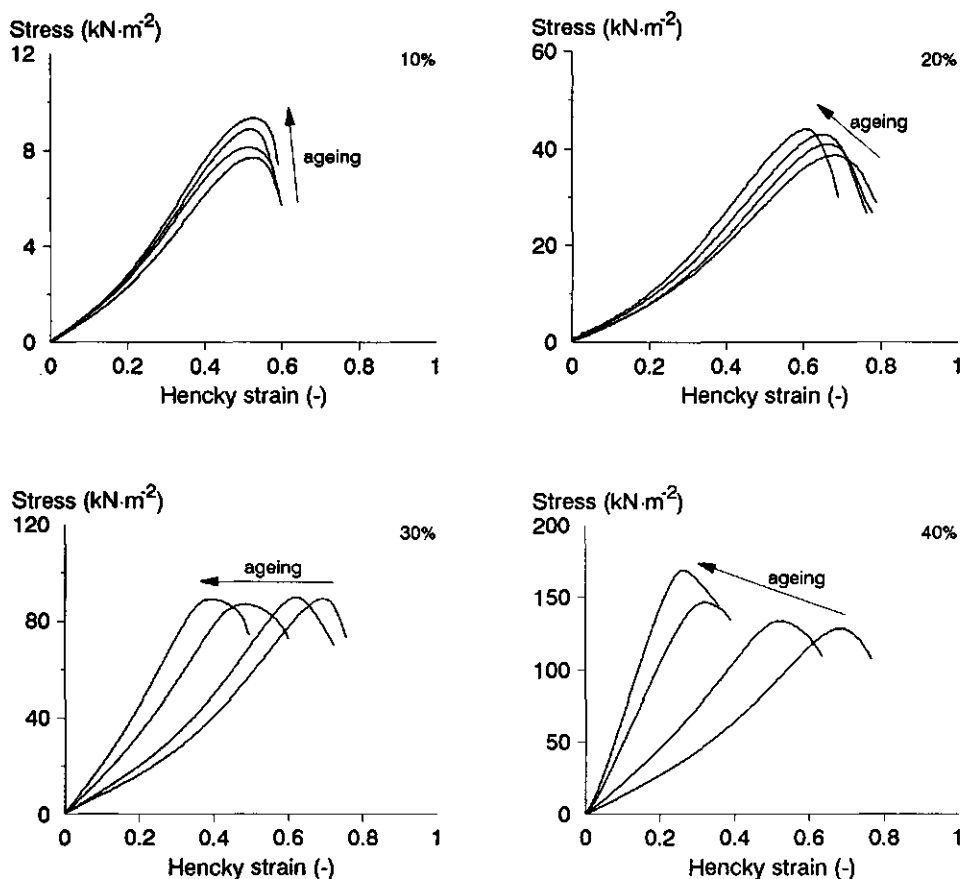 Stress (kN·m⁻²)
12
10%
8
ageing
4
0
0 0.2 0.4 0.6 0.8 1
Hencky strain (-)
Stress (kN·m⁻²)
60
20%
ageing
40
20
0
0 0.2 0.4 0.6 0.8 1
Hencky strain (-)
Stress (kN·m⁻²)
120
30%
ageing
80
40
0
0 0.2 0.4 0.6 0.8 1
Hencky strain (-)
Stress (kN·m⁻²)
200
40%
ageing
150
100
50
0
0 0.2 0.4 0.6 0.8 1
Hencky strain (-)